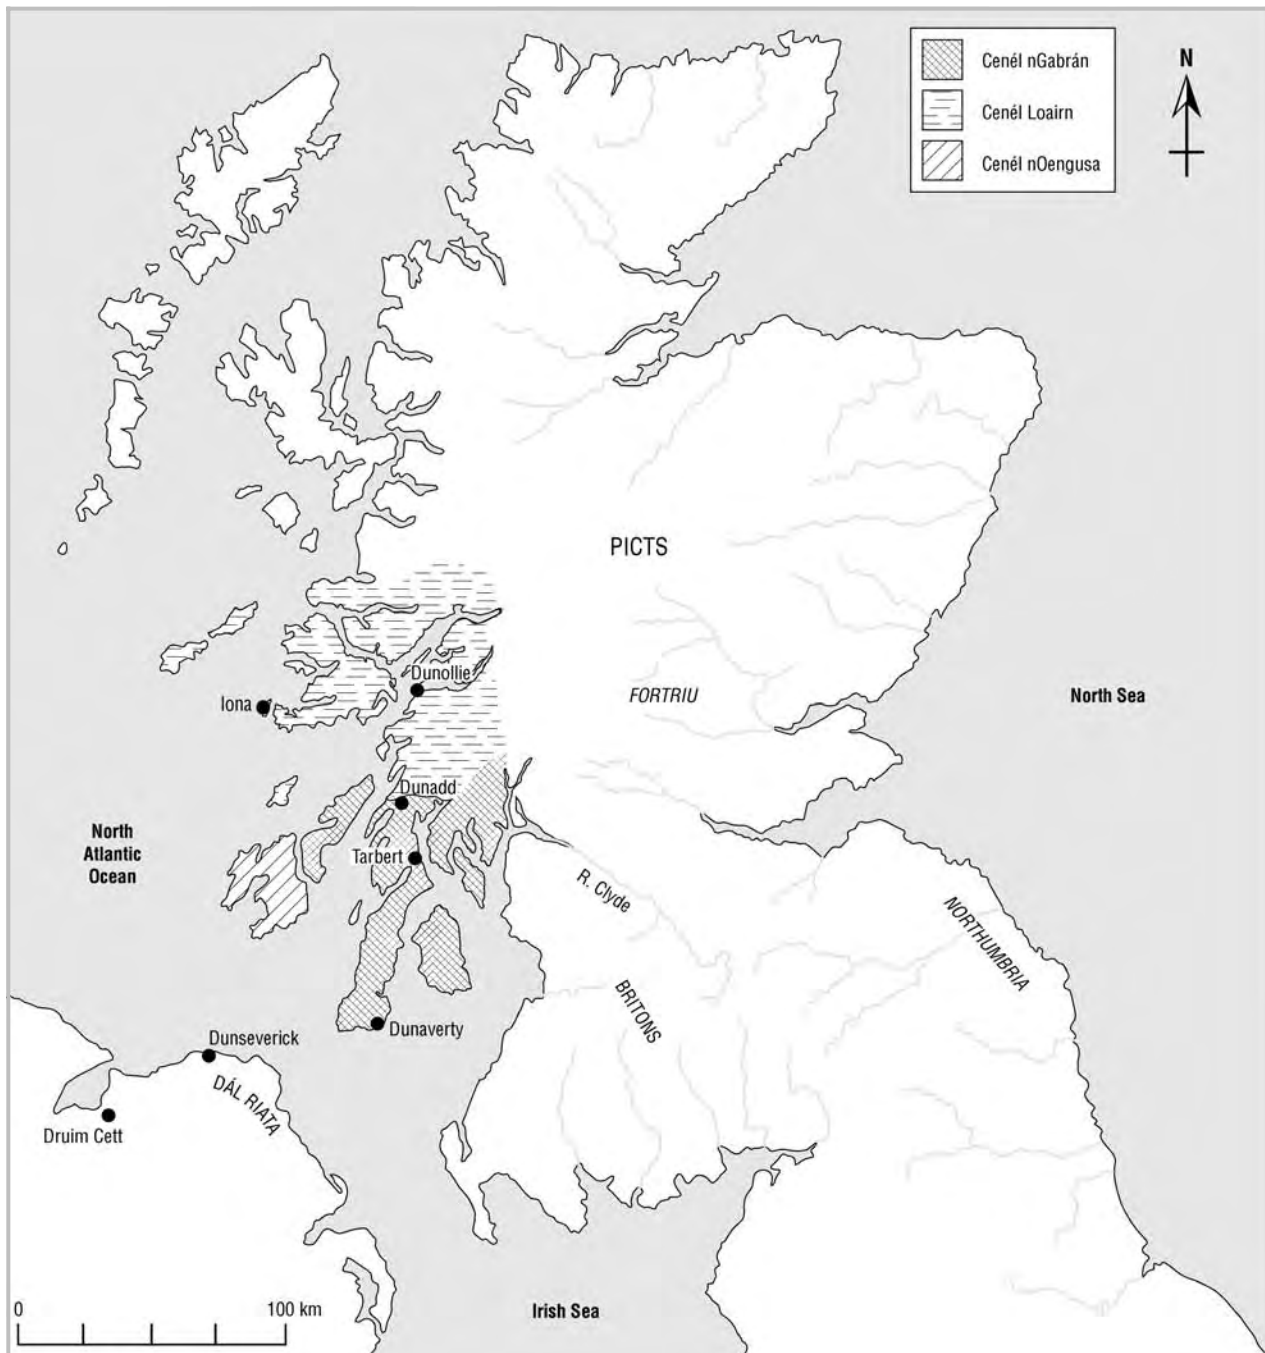 Cenél nGabrán
Cenél Loairn
Cenél nOengusa
N
PICTS
Dunollie
Iona
FORTRIU
North Sea
Dunadd
North
Atlantic
Ocean
Tarbert
R. Clyde
NORTHUMBRIA
BRITONS
Dunaverty
Dunseverick
DÁL RIATA
Druim Cett
0 100 km
Irish Sea